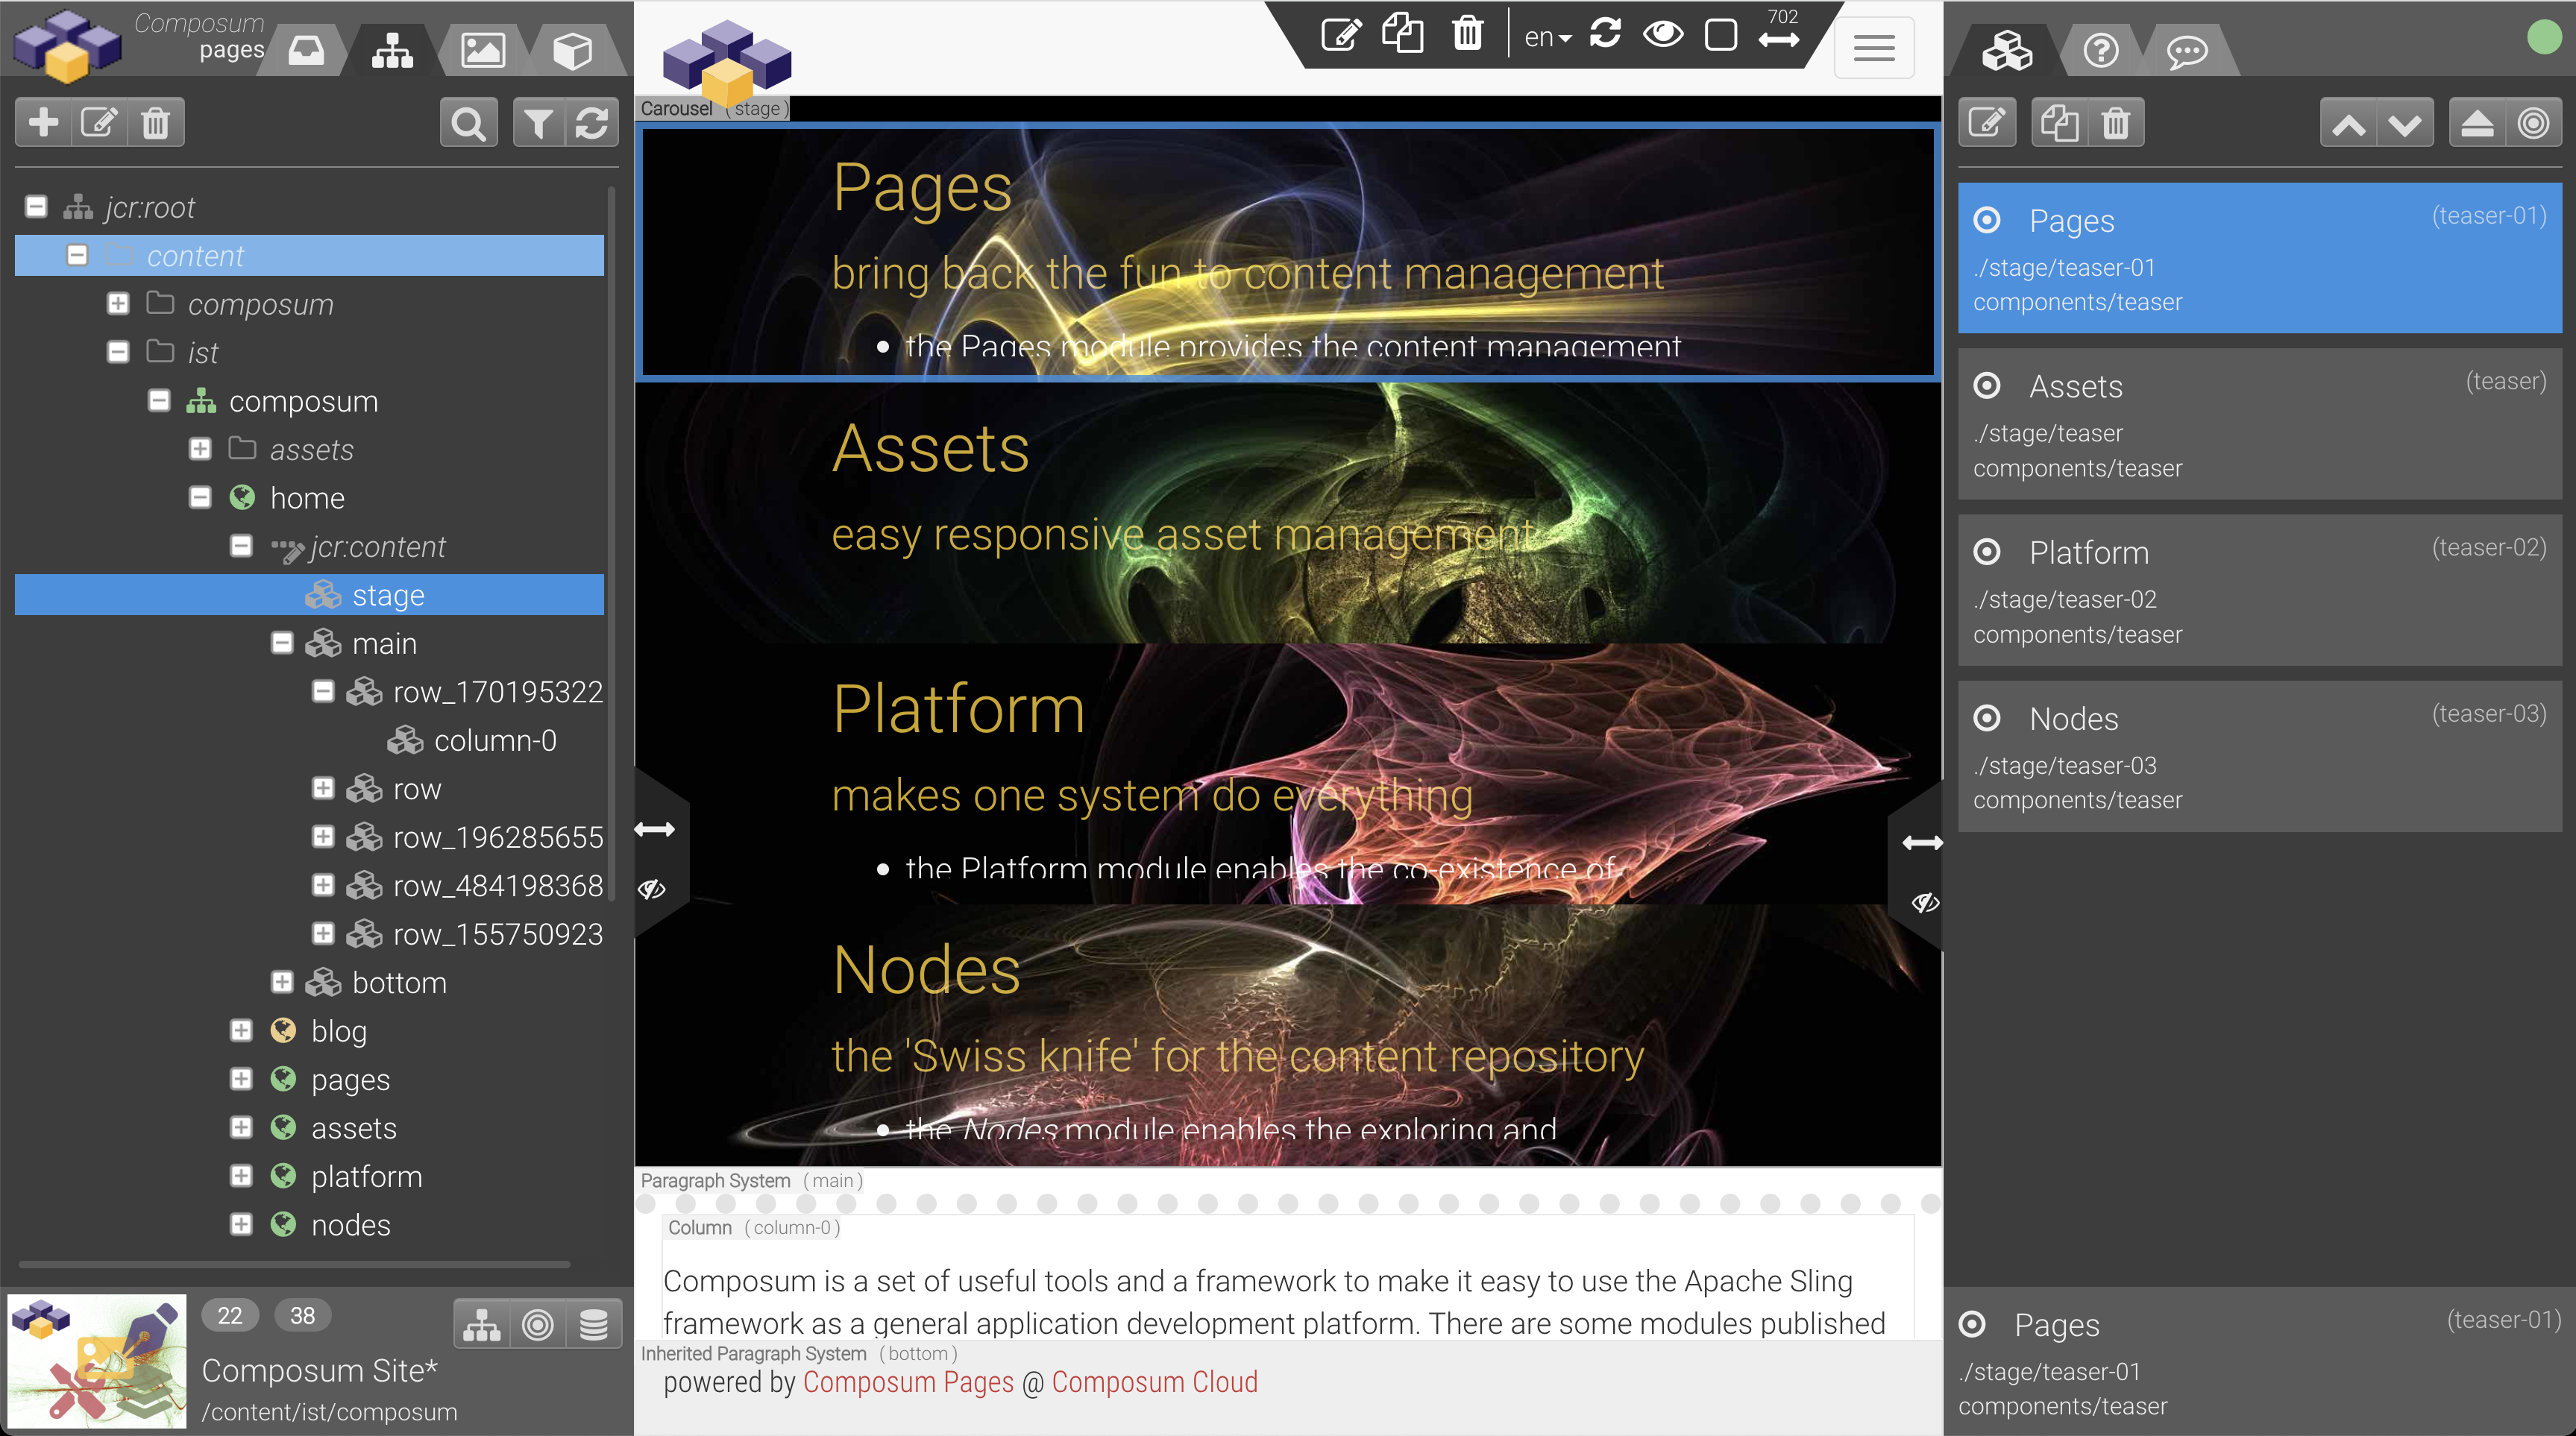 Composum
pages
jcr:root
content
composum
ist
composum
assets
home
jcr:content
stage
main
row_170195322
column-0
row
row_196285655
row_484198368
row_155750923
bottom
blog
pages
assets
platform
nodes
22 38
Composum Site*
/content/ist/composum
en
702
Carousel ( stage )
Pages
bring back the fun to content management
• the Pages module provides the content management
Assets
easy responsive asset management
Platform
makes one system do everything
• the Platform module enables the co-existence of
Nodes
the 'Swiss knife' for the content repository
• the Nodes module enables the exploring and
Paragraph System ( main )
Column ( column-0 )
Composum is a set of useful tools and a framework to make it easy to use the Apache Sling
framework as a general application development platform. There are some modules published
Inherited Paragraph System ( bottom )
powered by Composum Pages @ Composum Cloud
Pages (teaser-01)
./stage/teaser-01
components/teaser
Assets (teaser)
./stage/teaser
components/teaser
Platform (teaser-02)
./stage/teaser-02
components/teaser
Nodes (teaser-03)
./stage/teaser-03
components/teaser
Pages (teaser-01)
./stage/teaser-01
components/teaser